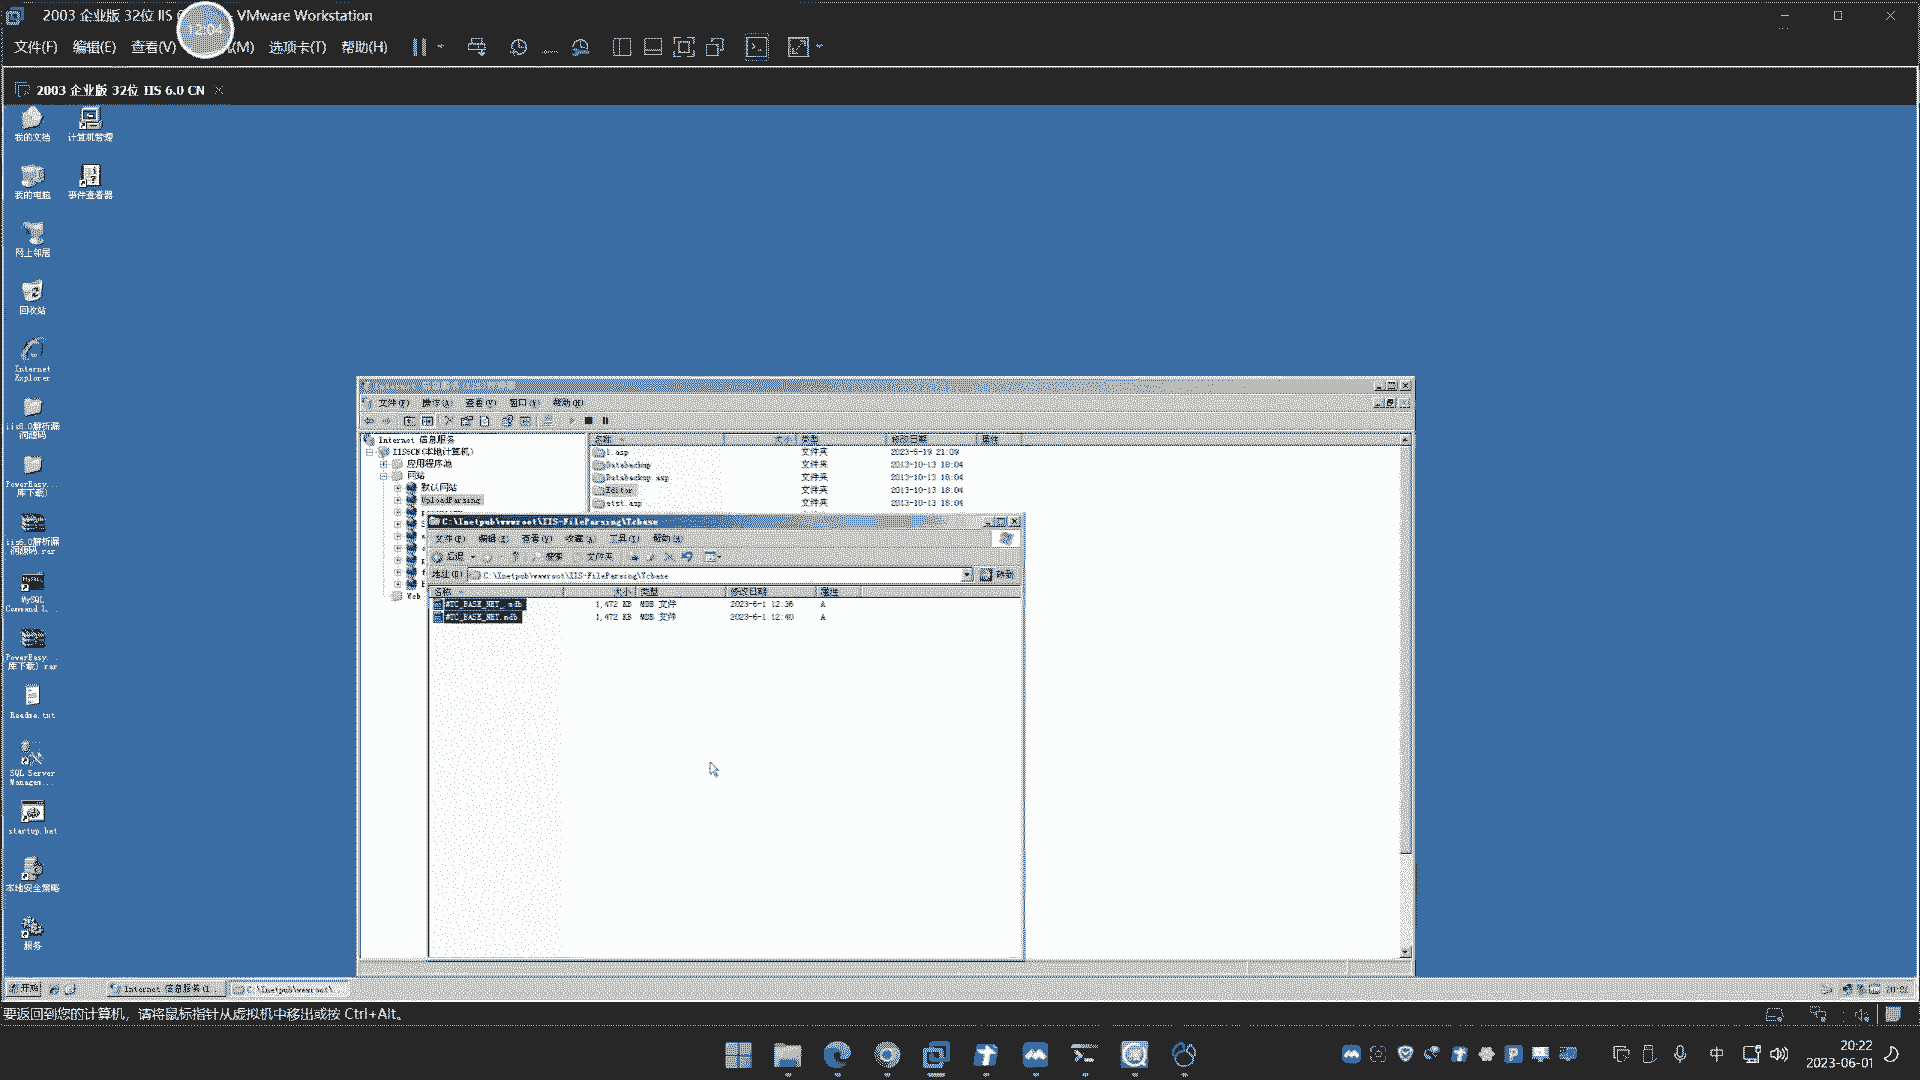 2003 企业版 32位 IIS
VMware Workstation
12:04
文件(F) 编辑(E) 查看(V) (M) 选项卡(T) 帮助(H)
2003 企业版 32位 IIS 6.0 CN
我的文档
计算机管理
我的电脑
事件查看器
网上邻居
回收站
Internet Explorer
iis6.0解析漏洞源码
PowerEasy... 库下载)
iis6.0解析漏洞源码.rar
MySQL Command L...
PowerEasy... 库下载).rar
Readme.txt
SQL Server Managem...
startup.bat
本地安全策略
服务
文件(F) 操作(A) 查看(V) 窗口(W) 帮助(H)
Internet 信息服务
IIS6CN(本地计算机)
应用程序池
网站
默认网站
UploadParsing
Web
名称 大小 类型 修改日期 属性
1.asp 文件夹 2023-5-19 21:09
Databackup 文件夹 2013-10-13 18:04
Databackup.asp 文件夹 2013-10-13 18:04
Editor 文件夹 2013-10-13 18:04
文件夹 2013-10-13 18:04
C:\Inetpub\wwwroot\IIS-FileParsing\Tcbase
文件(F) 编辑(E) 查看(V) 收藏(A) 工具(T) 帮助(H)
后退 搜索 文件夹
地址(D) C:\Inetpub\wwwroot\IIS-FileParsing\Tcbase 转到
名称 大小 类型 修改日期 属性
#TC_BASE_NET_.mdb 1,472 KB MDB 文件 2023-6-1 12:36 A
#TC_BASE_NET.mdb 1,472 KB MDB 文件 2023-6-1 12:40 A
开始 Internet 信息服务(I... C:\Inetpub\wwwroot\...
要返回到您的计算机，请将鼠标指针从虚拟机中移出或按 Ctrl+Alt。
中
20:22
2023-06-01